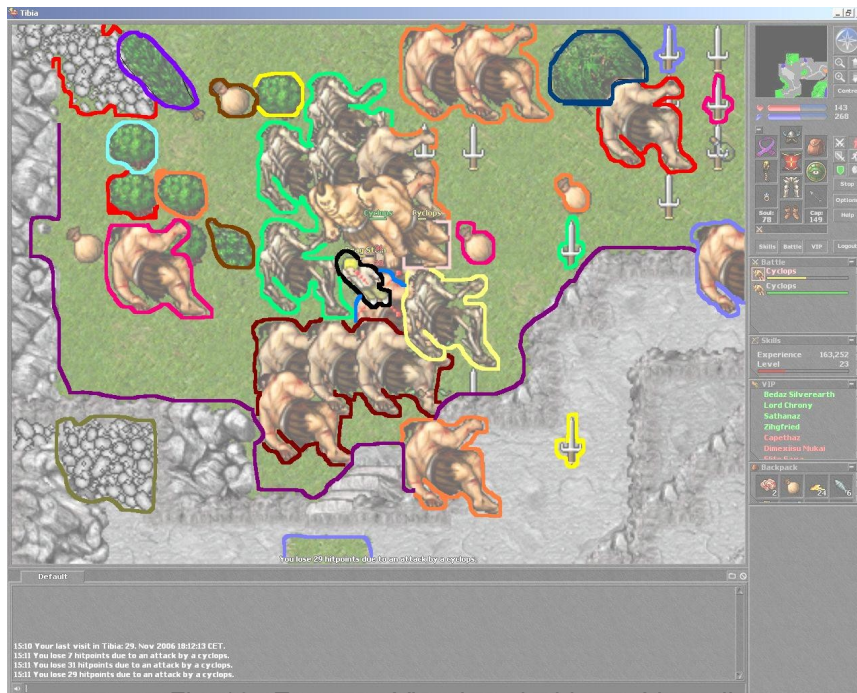 Tibia
143
268
Contro
Stop
Options
Soul:
78
Cap:
149
Help
Skills
Battle
VIP
Logout
Cyclops
Cyclops
Battle
Cyclops
Cyclops
Skills
Experience 163,252
Level 23
VIP
Bedaz Silverearth
Lord Chrony
Sathanaz
Zihgfried
Capethaz
Backpack
2
24
6
You lose 29 hitpoints due to an attack by a cyclops.
Default
15:10 Your last visit in Tibia: 29. Nov 2006 18:12:13 CET.
15:11 You lose 7 hitpoints due to an attack by a cyclops.
15:11 You lose 31 hitpoints due to an attack by a cyclops.
15:11 You lose 29 hitpoints due to an attack by a cyclops.